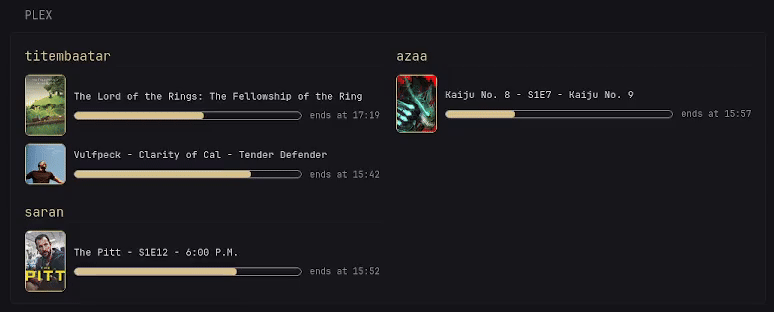 PLEX
titembaatar
The Lord of the Rings: The Fellowship of the Ring
ends at 17:19
Vulfpeck - Clarity of Cal - Tender Defender
ends at 15:42
saran
The Pitt - S1E12 - 6:00 P.M.
ends at 15:52
THE
PITT
azaa
Kaiju No. 8 - S1E7 - Kaiju No. 9
ends at 15:57